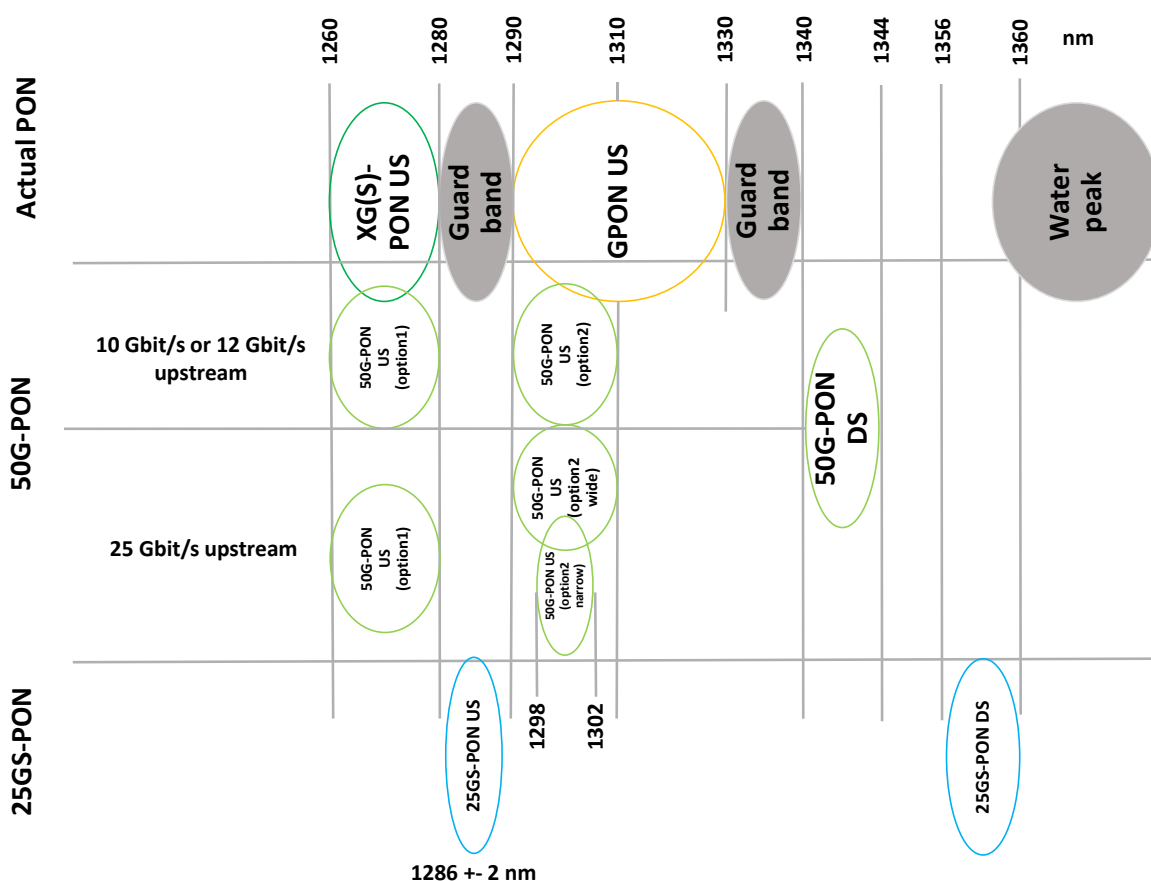 1260
1280
1290
1310
1330
1340
1344
1356
1360
nm
Actual PON
XG(S)-
PON US
Guard
band
GPON US
Guard
band
Water
peak
50G-PON
10 Gbit/s or 12 Gbit/s
upstream
50G-PON
US
(option1)
50G-PON
US
(option2)
50G-PON
DS
25 Gbit/s upstream
50G-PON
US
(option1)
50G-PON
US
(option2
wide)
50G-PON US
(option2
narrow)
25GS-PON
25GS-PON US
1298
1302
25GS-PON DS
1286 +- 2 nm